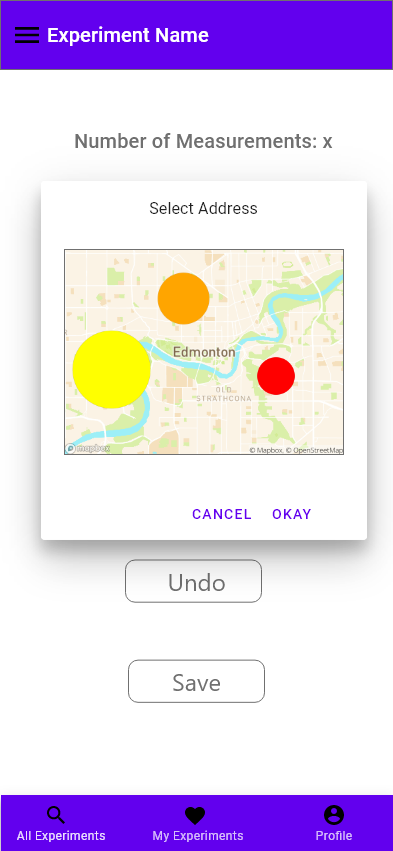 Experiment Name
Number of Measurements: x
Select Address
Edmonton
OLD
STRATHCONA
mapbox
© Mapbox, © OpenStreetMap
CANCEL OKAY
Undo
Save
All Experiments My Experiments Profile